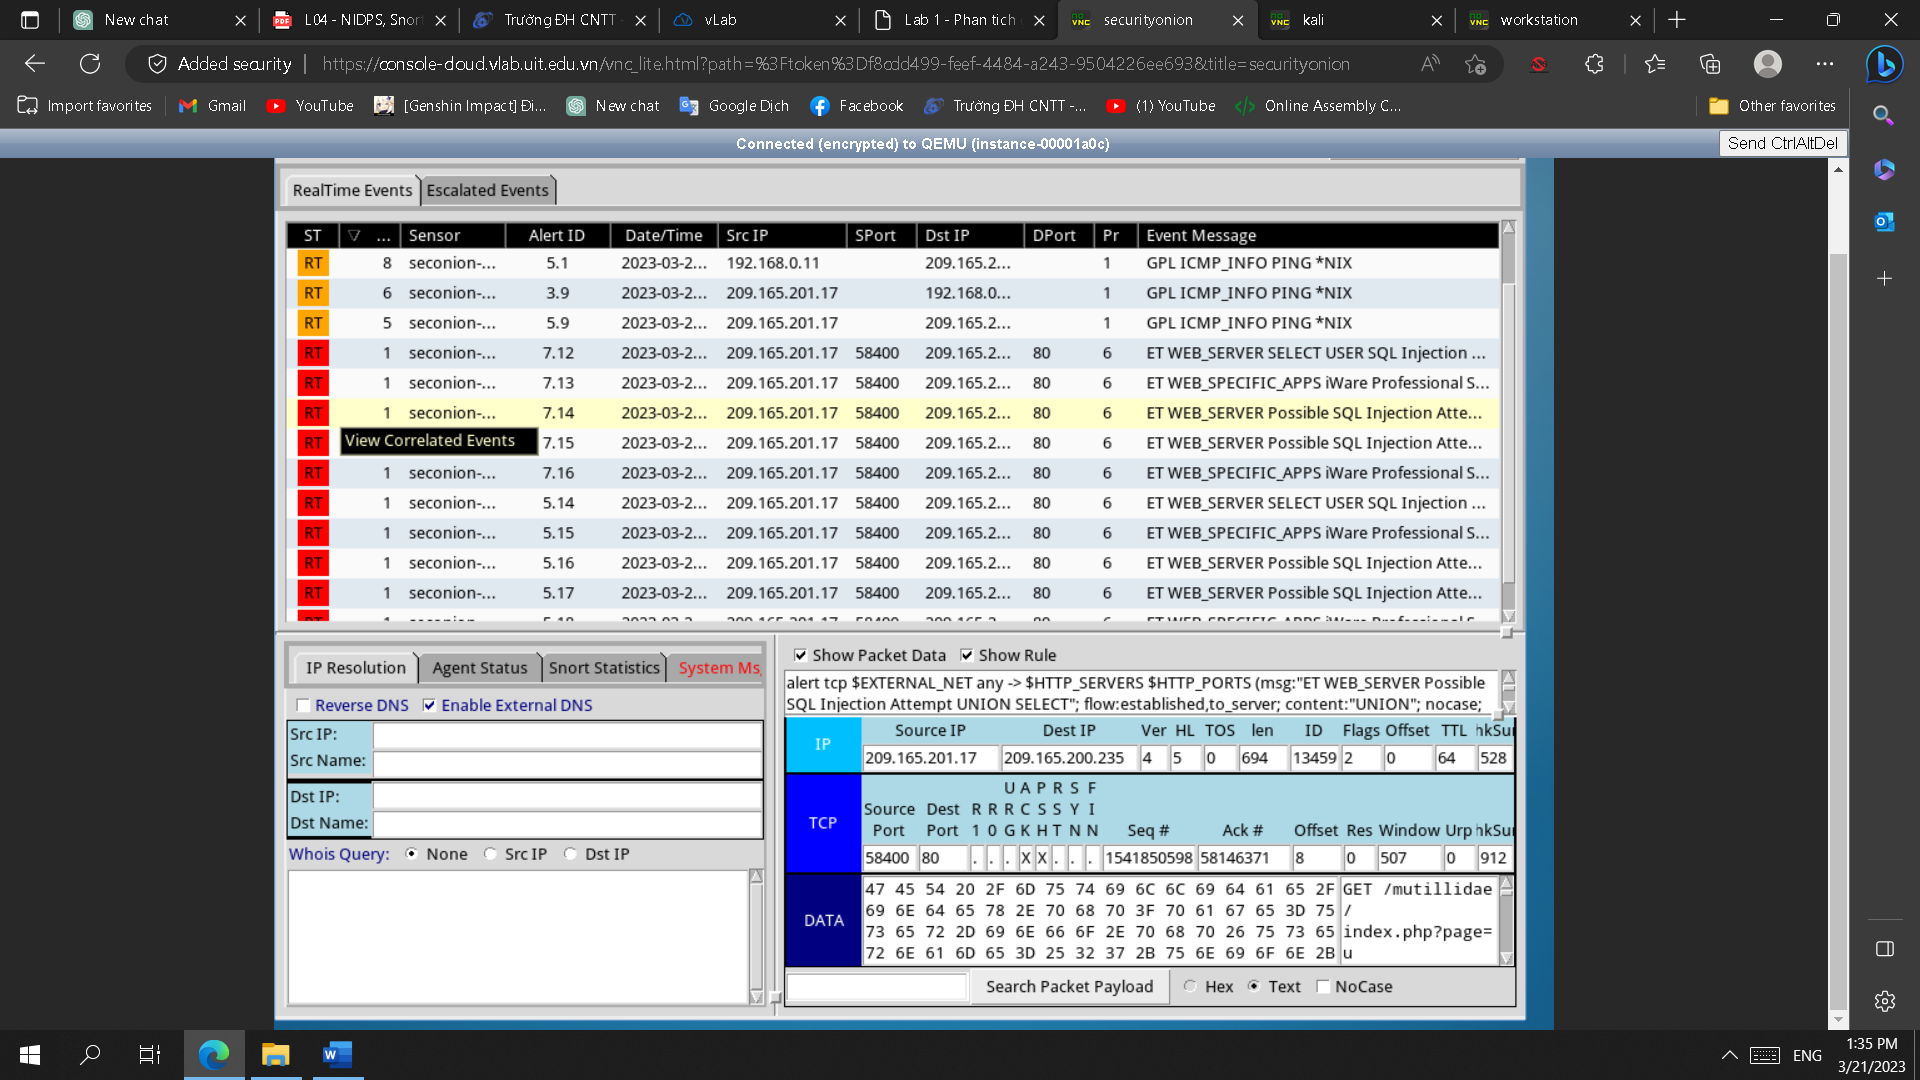 New chat
L04 - NIDPS, Snort
Trường ĐH CNTT -
vLab
Lab 1 - Phan tich
securityonion
kali
workstation
Added security
https://console-cloud.vlab.uit.edu.vn/vnc_lite.html?path=%3Ftoken%3Df8cdd499-feef-4484-a243-9504226ee693&title=securityonion
Import favorites
Gmail
YouTube
[Genshin Impact] Đi...
New chat
Google Dịch
Facebook
Trường ĐH CNTT -...
(1) YouTube
Online Assembly C...
Other favorites
Connected (encrypted) to QEMU (instance-00001a0c)
Send CtrlAltDel
RealTime Events Escalated Events
ST ... Sensor Alert ID Date/Time Src IP SPort Dst IP DPort Pr Event Message
RT 8 seconion-... 5.1 2023-03-2... 192.168.0.11 209.165.2... 1 GPL ICMP_INFO PING *NIX
RT 6 seconion-... 3.9 2023-03-2... 209.165.201.17 192.168.0... 1 GPL ICMP_INFO PING *NIX
RT 5 seconion-... 5.9 2023-03-2... 209.165.201.17 209.165.2... 1 GPL ICMP_INFO PING *NIX
RT 1 seconion-... 7.12 2023-03-2... 209.165.201.17 58400 209.165.2... 80 6 ET WEB_SERVER SELECT USER SQL Injection ...
RT 1 seconion-... 7.13 2023-03-2... 209.165.201.17 58400 209.165.2... 80 6 ET WEB_SPECIFIC_APPS iWare Professional S...
RT 1 seconion-... 7.14 2023-03-2... 209.165.201.17 58400 209.165.2... 80 6 ET WEB_SERVER Possible SQL Injection Atte...
RT View Correlated Events 7.15 2023-03-2... 209.165.201.17 58400 209.165.2... 80 6 ET WEB_SERVER Possible SQL Injection Atte...
RT 1 seconion-... 7.16 2023-03-2... 209.165.201.17 58400 209.165.2... 80 6 ET WEB_SPECIFIC_APPS iWare Professional S...
RT 1 seconion-... 5.14 2023-03-2... 209.165.201.17 58400 209.165.2... 80 6 ET WEB_SERVER SELECT USER SQL Injection ...
RT 1 seconion-... 5.15 2023-03-2... 209.165.201.17 58400 209.165.2... 80 6 ET WEB_SPECIFIC_APPS iWare Professional S...
RT 1 seconion-... 5.16 2023-03-2... 209.165.201.17 58400 209.165.2... 80 6 ET WEB_SERVER Possible SQL Injection Atte...
RT 1 seconion-... 5.17 2023-03-2... 209.165.201.17 58400 209.165.2... 80 6 ET WEB_SERVER Possible SQL Injection Atte...
IP Resolution Agent Status Snort Statistics System Ms
Reverse DNS Enable External DNS
Src IP:
Src Name:
Dst IP:
Dst Name:
Whois Query: None Src IP Dst IP
Show Packet Data Show Rule
alert tcp $EXTERNAL_NET any -> $HTTP_SERVERS $HTTP_PORTS (msg:"ET WEB_SERVER Possible
SQL Injection Attempt UNION SELECT"; flow:established,to_server; content:"UNION"; nocase;
IP
Source IP Dest IP Ver HL TOS len ID Flags Offset TTL hkSu
209.165.201.17 209.165.200.235 4 5 0 694 13459 2 0 64 528
TCP
U A P R S F
Source Dest R R R C S S Y I
Port Port 1 0 G K H T N N Seq # Ack # Offset Res Window Urp hkSu
58400 80 . . . X X . . . 1541850598 58146371 8 0 507 0 912
DATA
47 45 54 20 2F 6D 75 74 69 6C 6C 69 64 61 65 2F GET /mutillidae
69 6E 64 65 78 2E 70 68 70 3F 70 61 67 65 3D 75 /
73 65 72 2D 69 6E 66 6F 2E 70 68 70 26 75 73 65 index.php?page=
72 6E 61 6D 65 3D 25 32 37 2B 75 6E 69 6F 6E 2B u
Search Packet Payload Hex Text NoCase
ENG
1:35 PM
3/21/2023